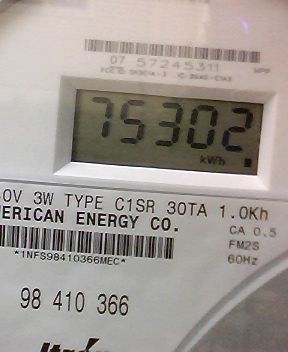 07 57245311
75302
kWh
0V 3W TYPE C1SR 30TA 1.0Kh
ERICAN ENERGY CO.
CA 0.5
FM2S
60Hz
*1NFS98410366MEC*
98 410 366
Itrón